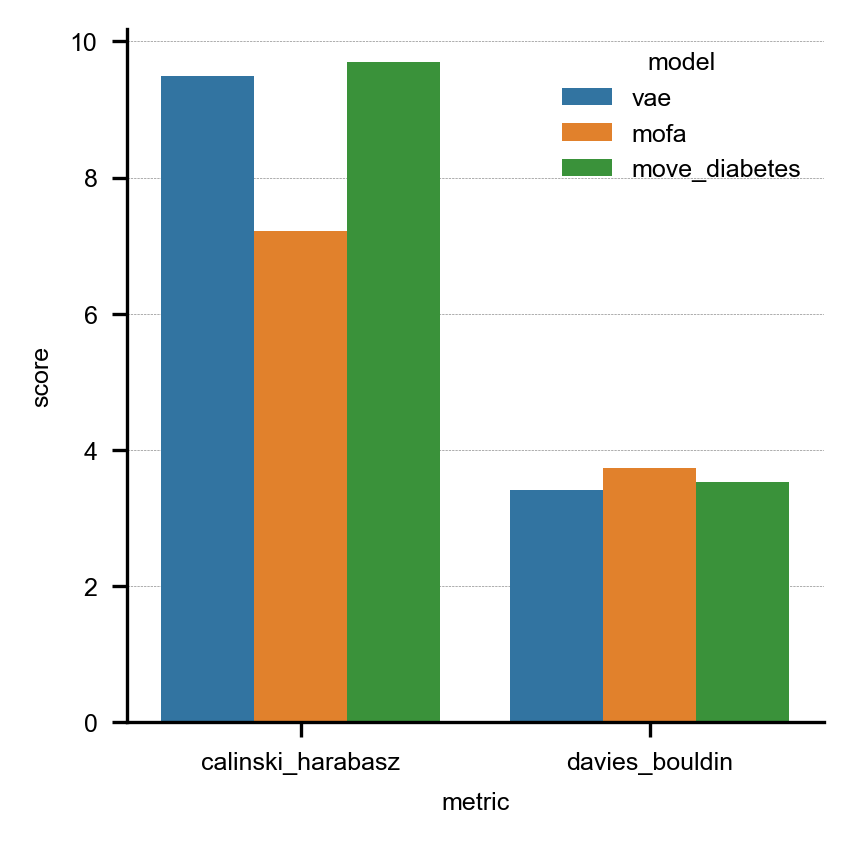 10
8
6
4
2
0
score
model
vae
mofa
move_diabetes
calinski_harabasz
davies_bouldin
metric